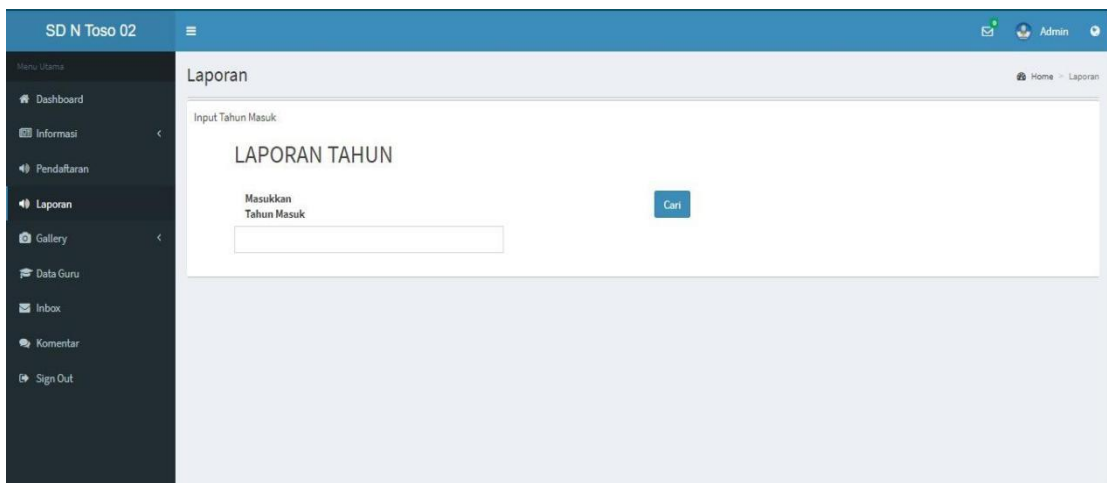 SD N Toso 02
0
Admin
Menu Utama
Dashboard
Informasi
Pendaftaran
Laporan
Gallery
Data Guru
Inbox
Komentar
Sign Out
Laporan
Home > Laporan
Input Tahun Masuk
LAPORAN TAHUN
Masukkan
Tahun Masuk
Cari